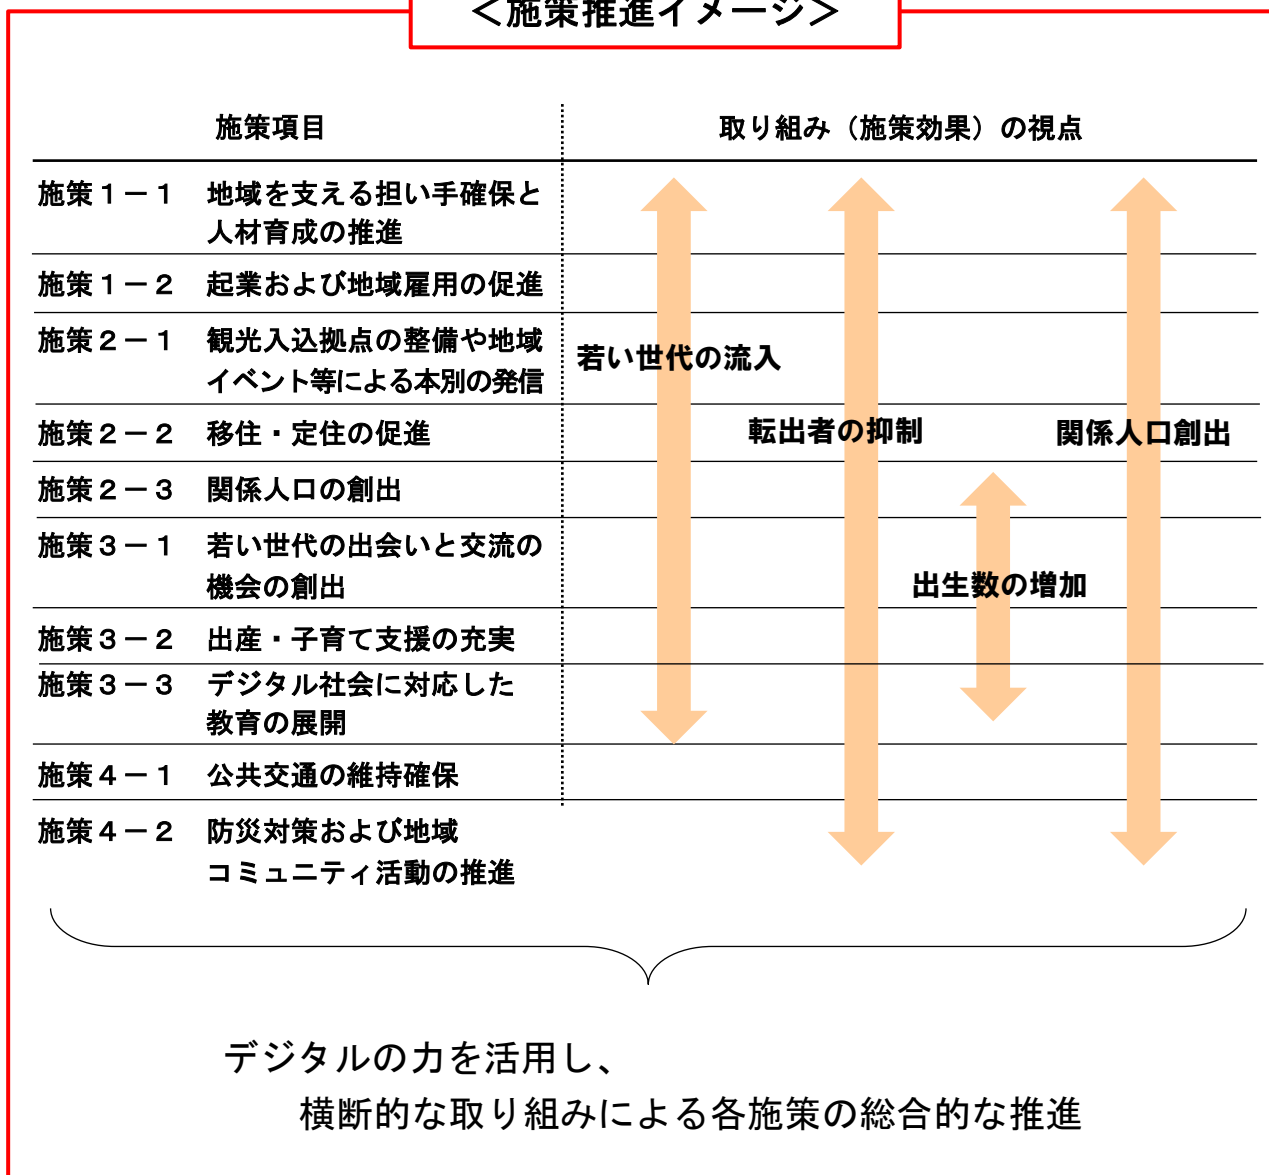 ＜施策推進イメージ＞
施策項目
取り組み（施策効果）の視点
施策１－１　地域を支える担い手確保と
人材育成の推進
施策１－２　起業および地域雇用の促進
施策２－１　観光入込拠点の整備や地域
イベント等による本別の発信
若い世代の流入
施策２－２　移住・定住の促進
転出者の抑制
関係人口創出
施策２－３　関係人口の創出
施策３－１　若い世代の出会いと交流の
機会の創出
出生数の増加
施策３－２　出産・子育て支援の充実
施策３－３　デジタル社会に対応した
教育の展開
施策４－１　公共交通の維持確保
施策４－２　防災対策および地域
コミュニティ活動の推進
デジタルの力を活用し、
横断的な取り組みによる各施策の総合的な推進